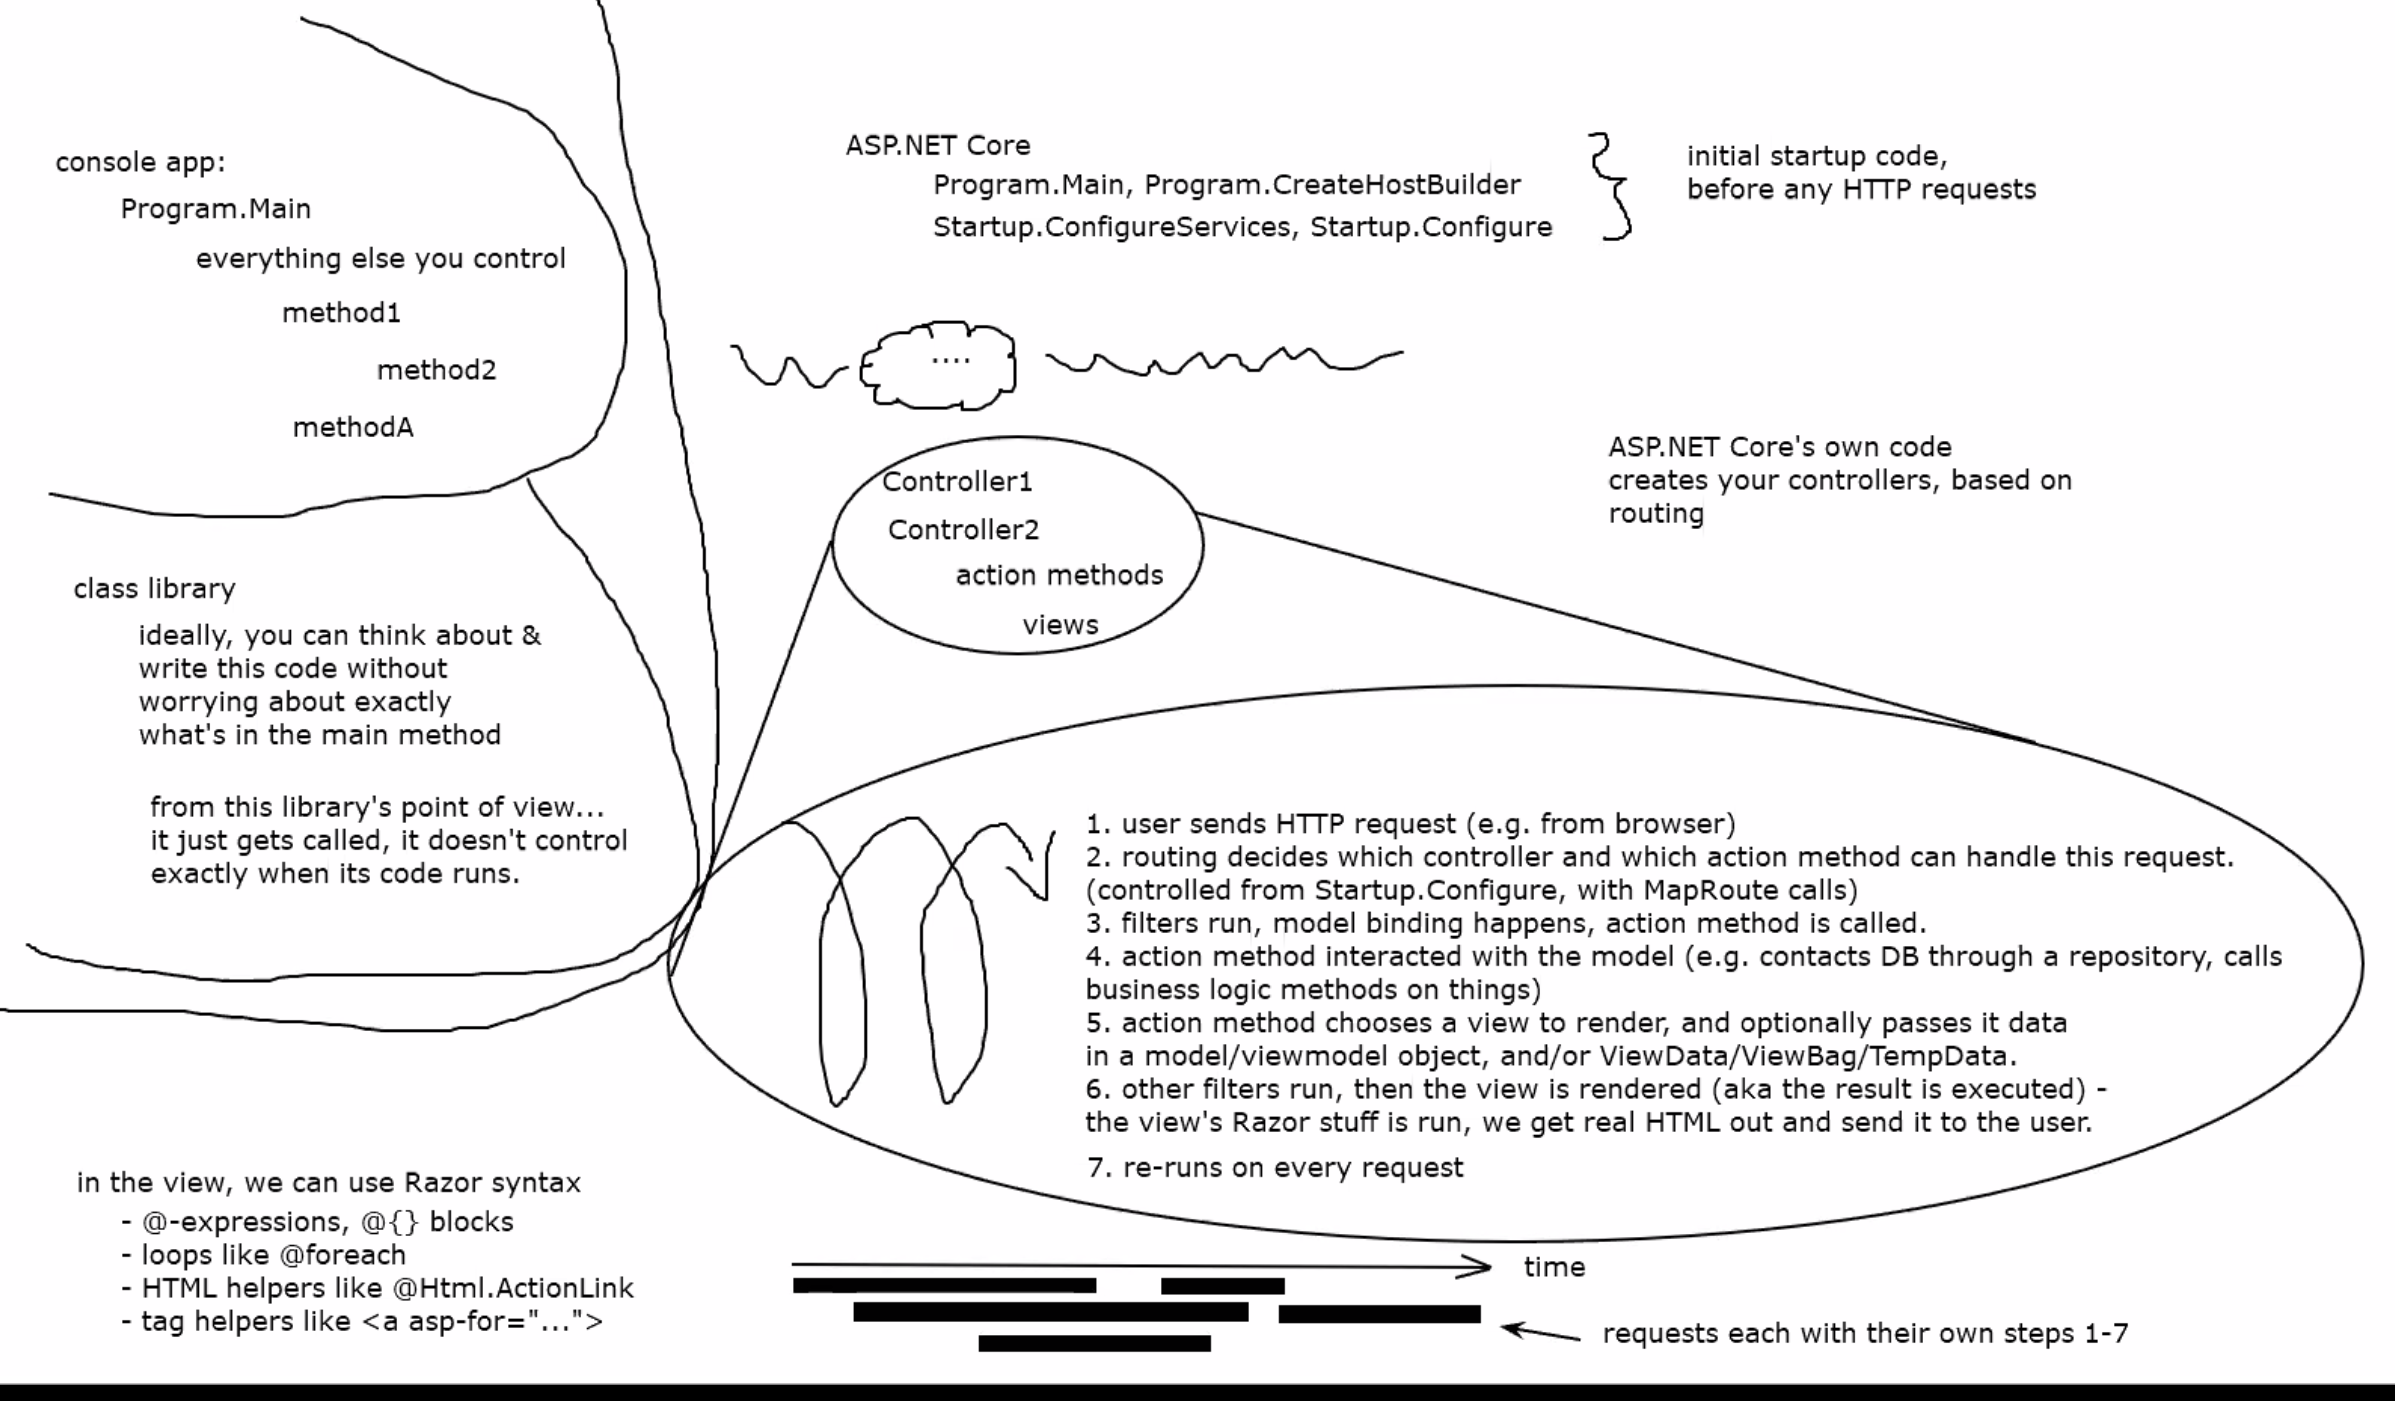 console app:
Program.Main
everything else you control
method1
method2
methodA
class library
ideally, you can think about &
write this code without
worrying about exactly
what's in the main method
from this library's point of view...
it just gets called, it doesn't control
exactly when its code runs.
in the view, we can use Razor syntax
- @-expressions, @{} blocks
- loops like @foreach
- HTML helpers like @Html.ActionLink
- tag helpers like <a asp-for="...">
ASP.NET Core
Program.Main, Program.CreateHostBuilder
Startup.ConfigureServices, Startup.Configure
initial startup code,
before any HTTP requests
....
Controller1
Controller2
action methods
views
ASP.NET Core's own code
creates your controllers, based on
routing
1. user sends HTTP request (e.g. from browser)
2. routing decides which controller and which action method can handle this request.
(controlled from Startup.Configure, with MapRoute calls)
3. filters run, model binding happens, action method is called.
4. action method interacted with the model (e.g. contacts DB through a repository, calls
business logic methods on things)
5. action method chooses a view to render, and optionally passes it data
in a model/viewmodel object, and/or ViewData/ViewBag/TempData.
6. other filters run, then the view is rendered (aka the result is executed) -
the view's Razor stuff is run, we get real HTML out and send it to the user.
7. re-runs on every request
time
requests each with their own steps 1-7